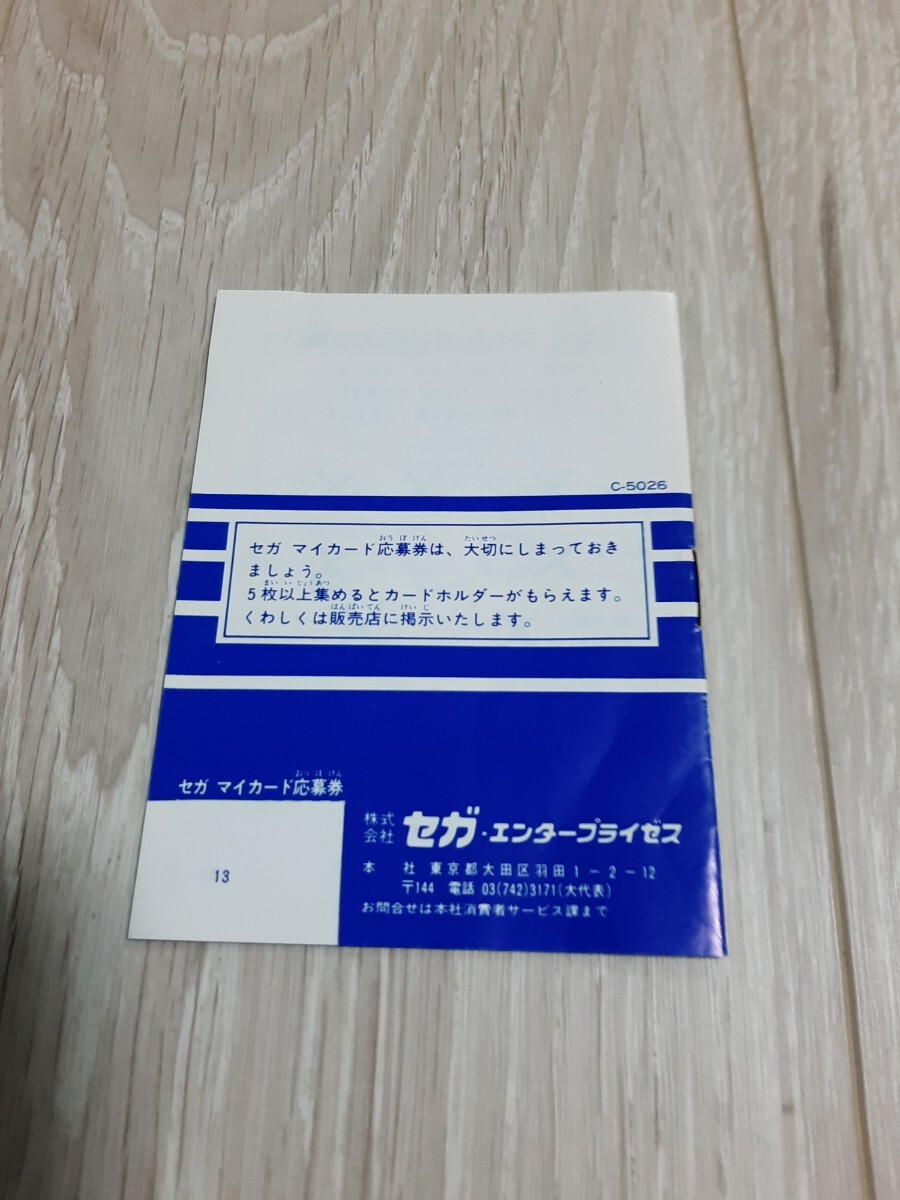 C-5026
セガ マイカード応募券は、大切にしまっておき
ましょう。
5枚以上集めるとカードホルダーがもらえます。
くわしくは販売店に掲示いたします。
セガ マイカード応募券
13
株式会社 セガ・エンタープライゼス
本 社 東京都大田区羽田1-2-12
〒144 電話 03(742)3171(大代表)
お問合せは本社消費者サービス課まで